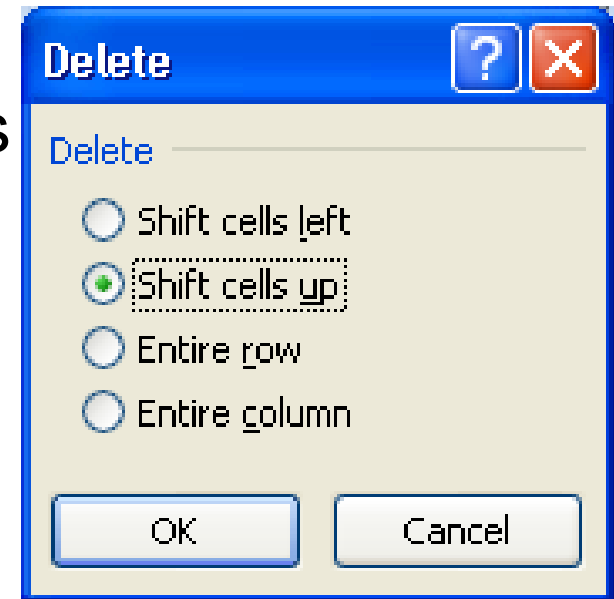 Delete
s
Delete
Shift cells left
Shift cells up
Entire row
Entire column
OK Cancel